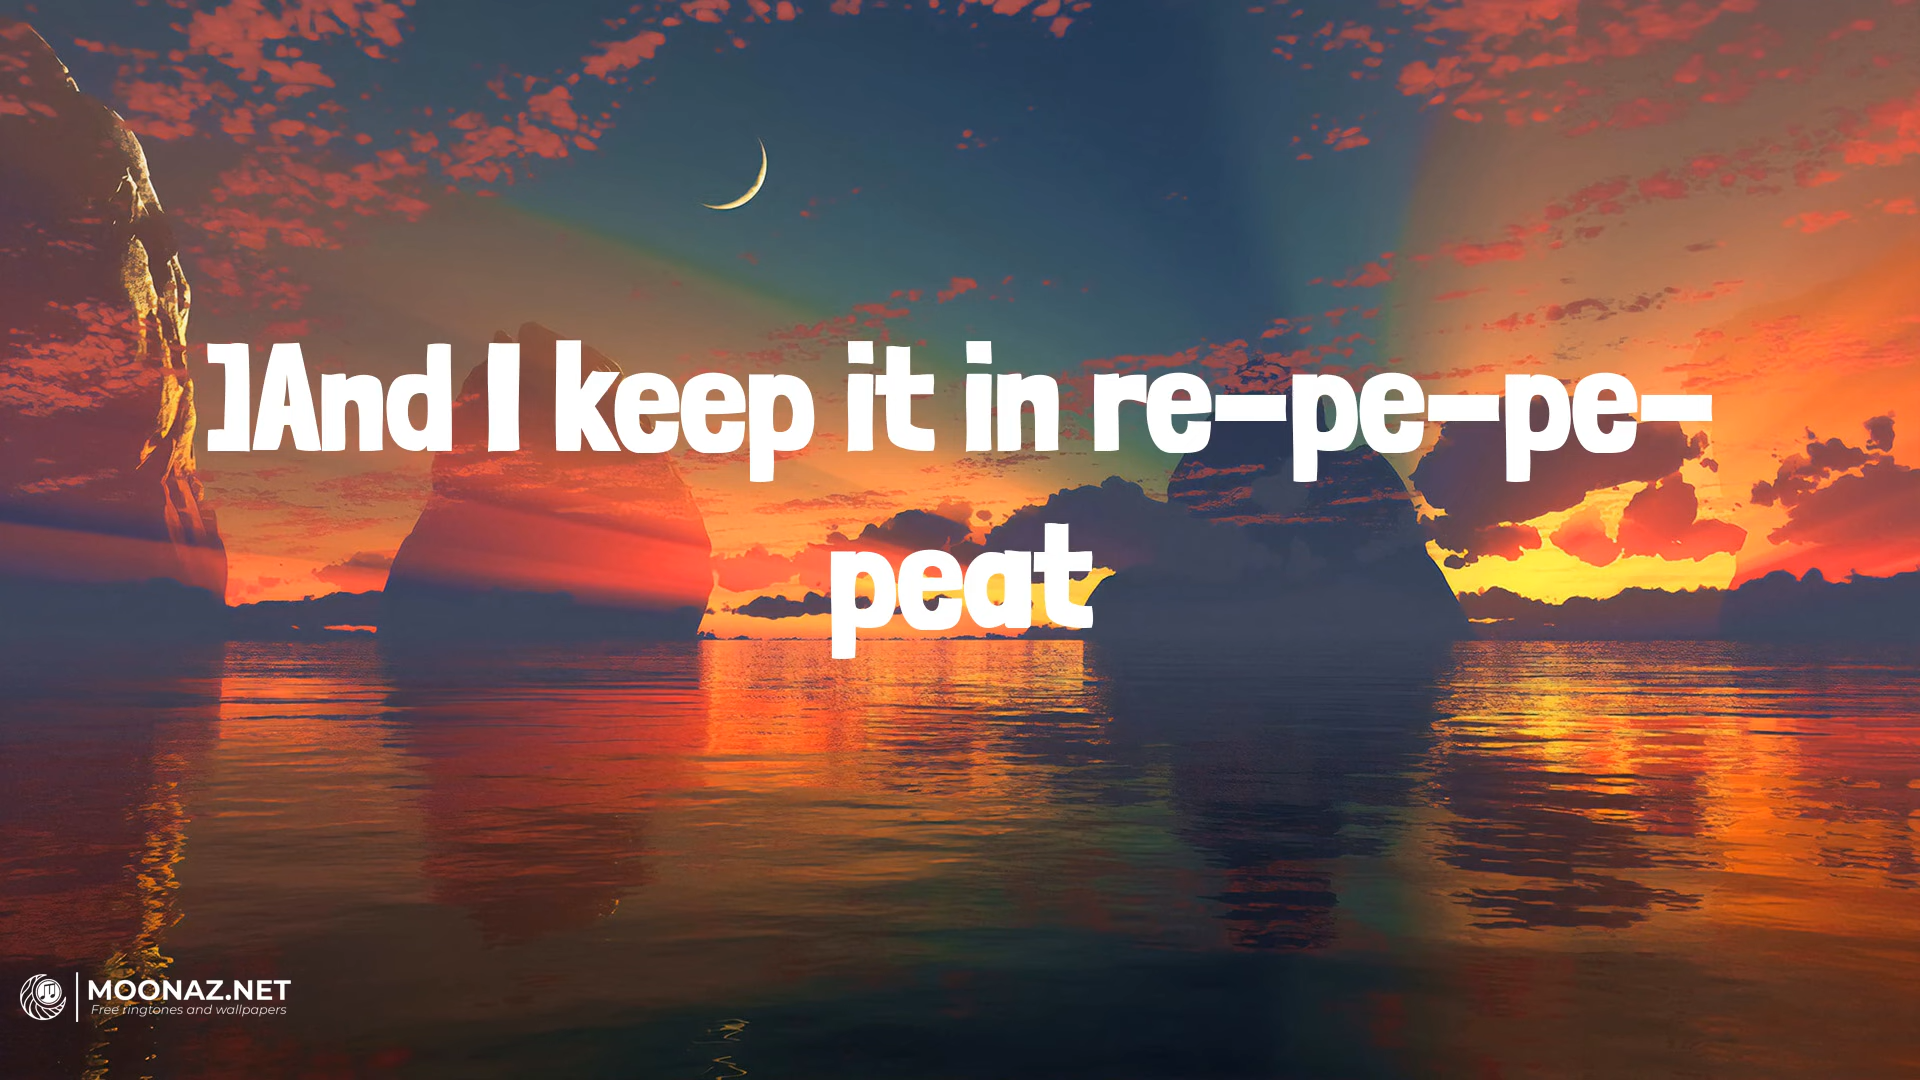 ]And I keep it in re-pe-pe-
peat
MOONAZ.NET
Free ringtones and wallpapers